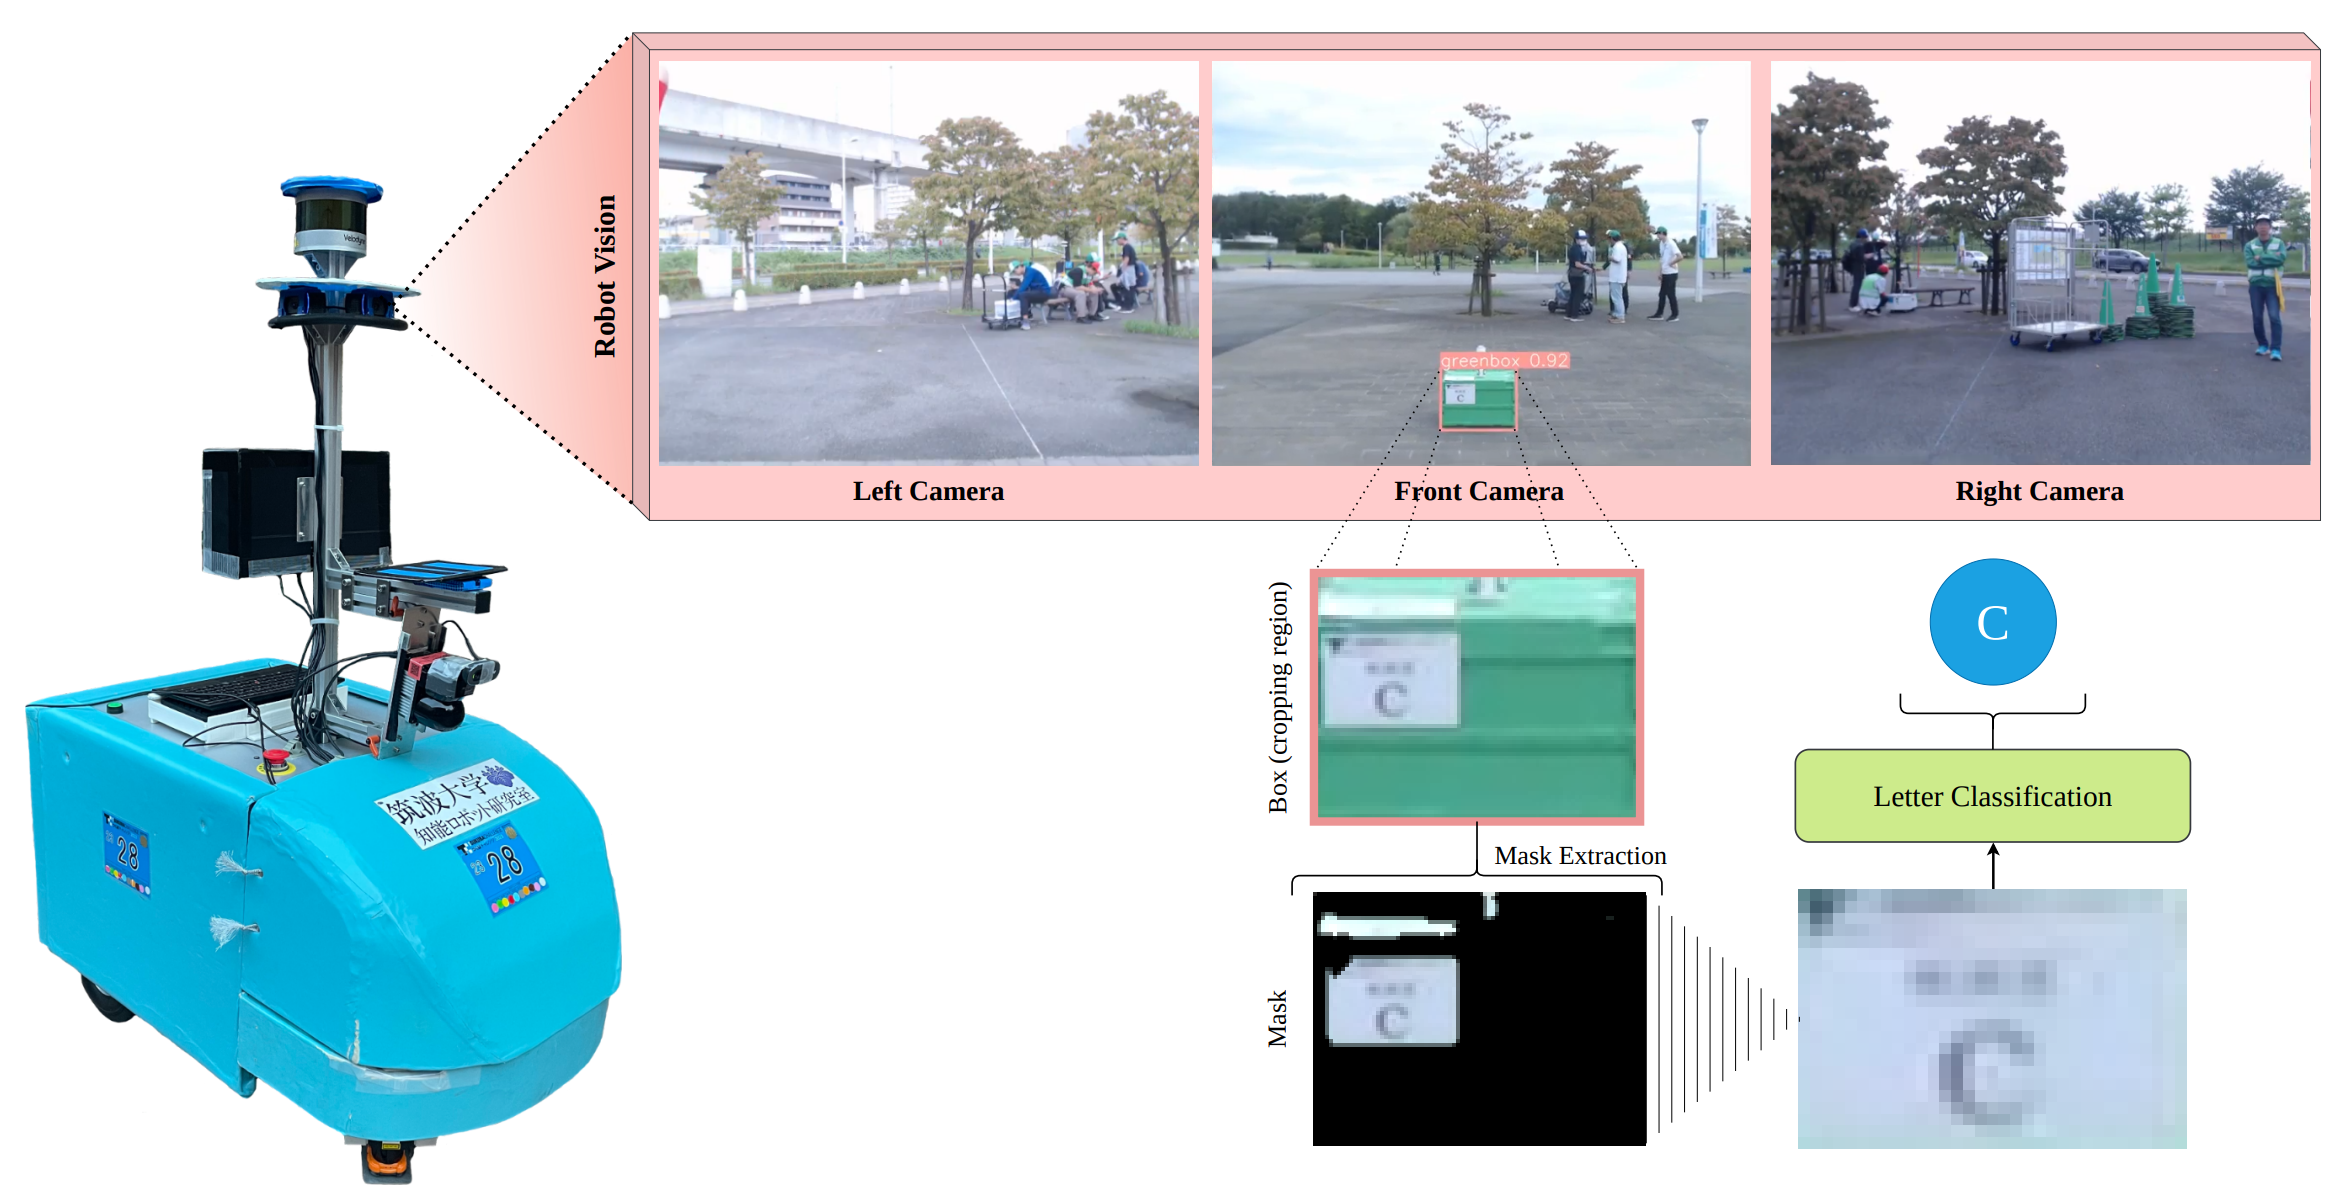 Robot Vision
greenbox 0.92
C
Left Camera
Front Camera
Right Camera
Velodyne
筑波大学
知能ロボット研究室
28
28
Box (cropping region)
C
Mask Extraction
Mask
C
C
Letter Classification
C